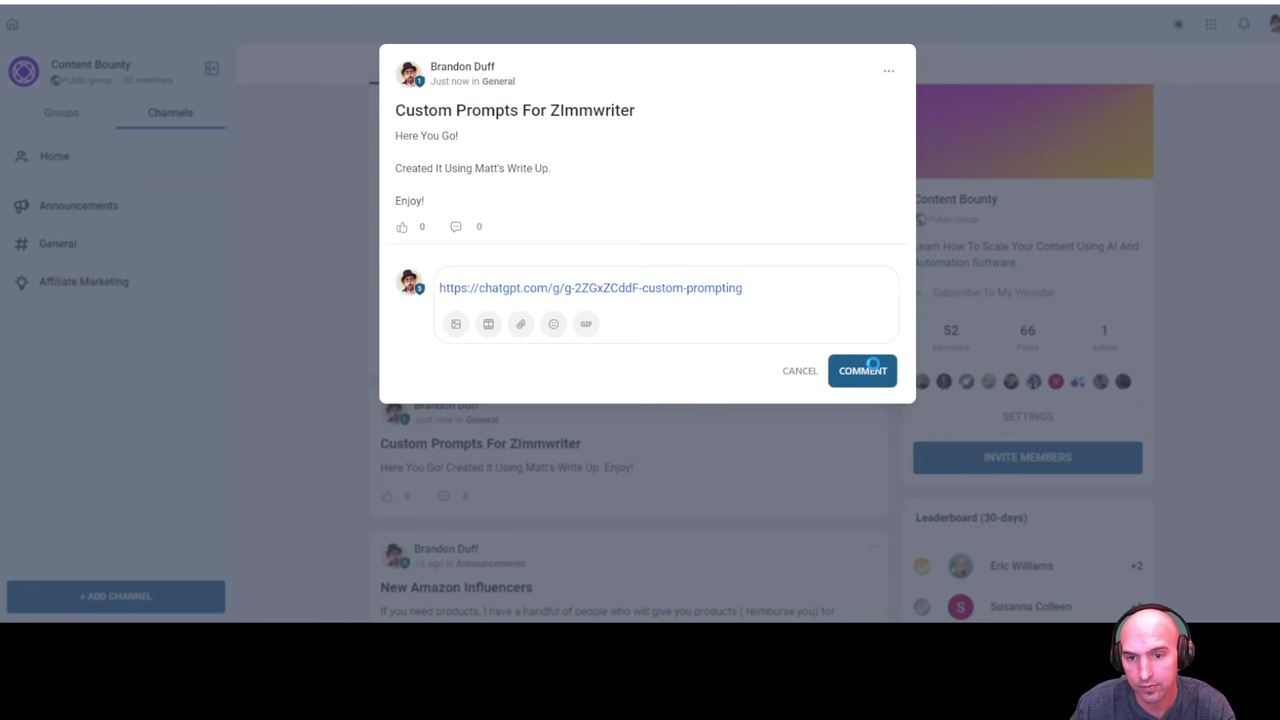 Content Bounty
Public group · 52 members
Groups
Channels
Home
Announcements
General
Affiliate Marketing
+ ADD CHANNEL
Brandon Duff
Just now in General
Custom Prompts For ZImmwriter
Here You Go!
Created It Using Matt's Write Up.
Enjoy!
0
0
https://chatgpt.com/g/g-2ZGxZCddF-custom-prompting
GIF
CANCEL
COMMENT
Brandon Duff
Just now in General
Custom Prompts For ZImmwriter
Here You Go! Created It Using Matt's Write Up. Enjoy!
0
0
Brandon Duff
1d ago in Announcements
New Amazon Influencers
If you need products, I have a handful of people who will give you products ( reimburse you) for
Content Bounty
Public Group
Learn How To Scale Your Content Using AI And
Automation Software.
Subscribe To My Youtube
52
66
1
Members
Posts
Admin
SETTINGS
INVITE MEMBERS
Leaderboard (30-days)
Eric Williams
+2
S
Susanna Colleen